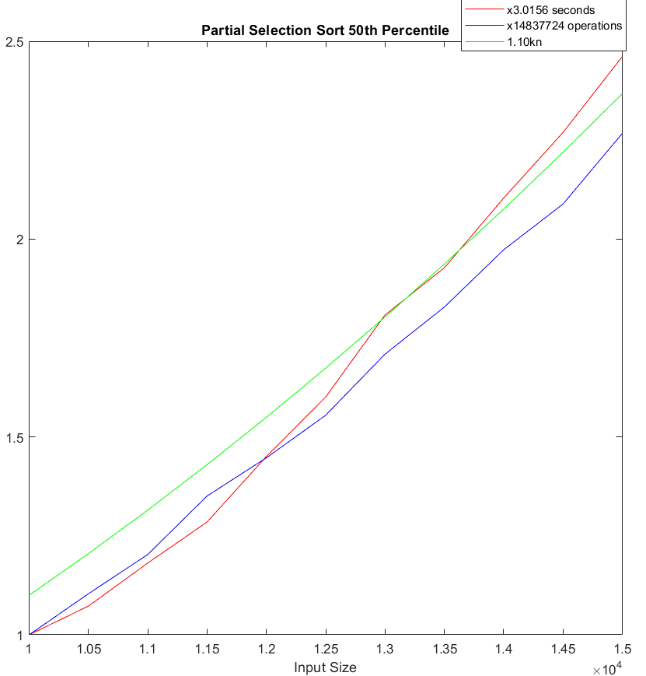 x3.0156 seconds
x14837724 operations
1.10kn
Partial Selection Sort 50th Percentile
2.5
2
1.5
1
1 1.05 1.1 1.15 1.2 1.25 1.3 1.35 1.4 1.45 1.5
Input Size
×10⁴